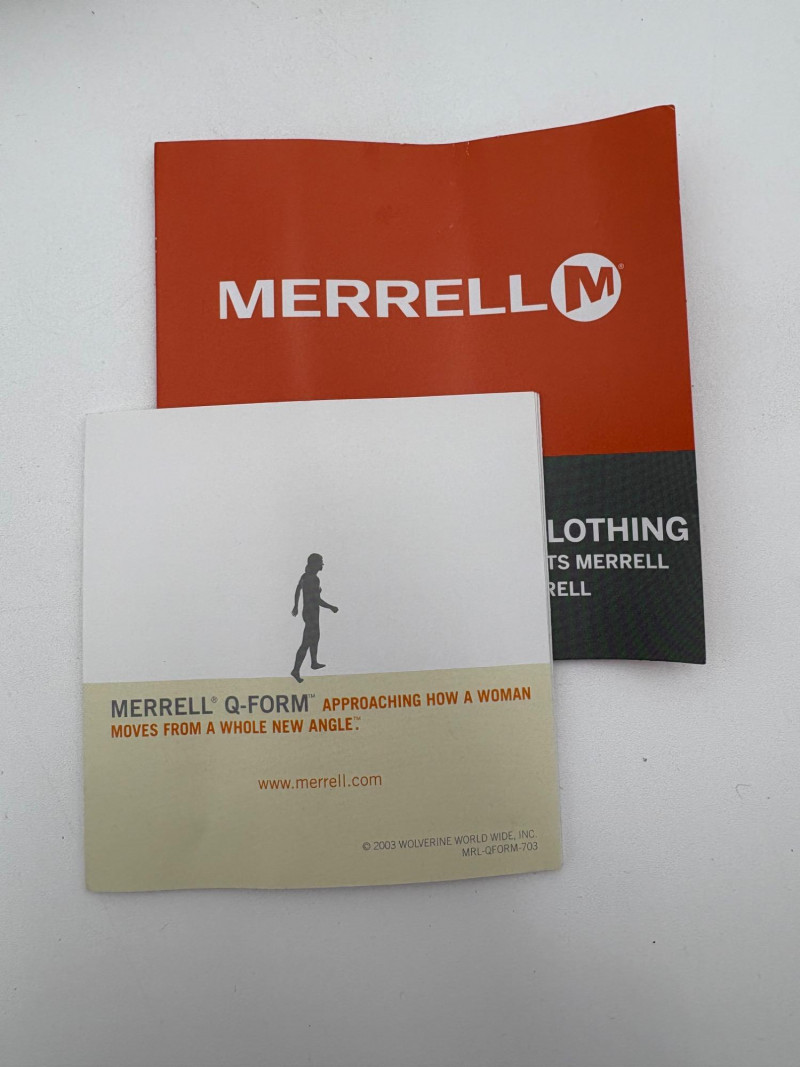 MERRELL M®
LOTHING
TS MERRELL
RELL
MERRELL® Q-FORM™ APPROACHING HOW A WOMAN
MOVES FROM A WHOLE NEW ANGLE.™
www.merrell.com
© 2003 WOLVERINE WORLD WIDE, INC.
MRL-QFORM-703